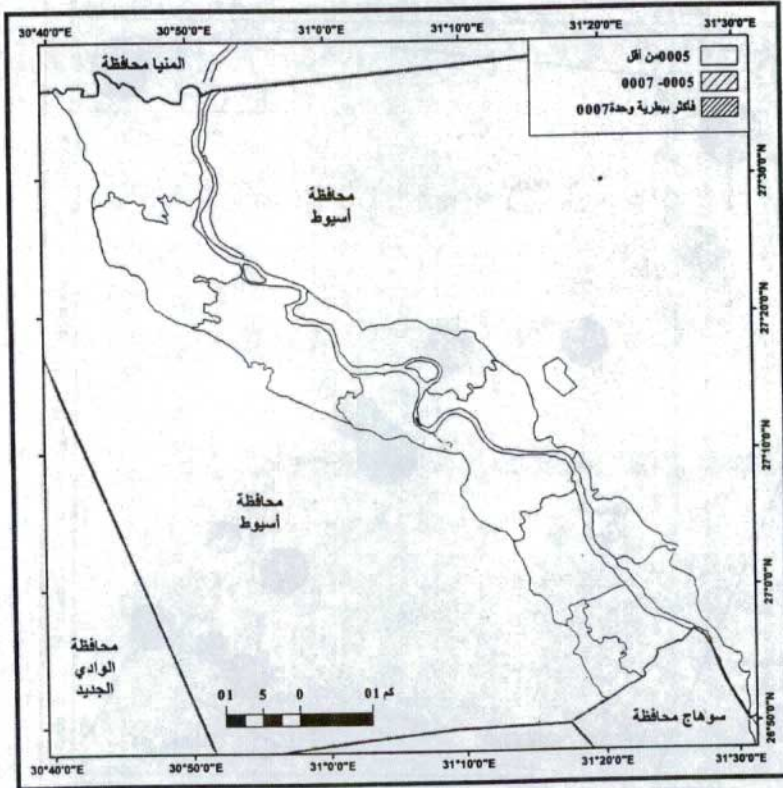 30°40'0"E 30°50'0"E 31°0'0"E 31°10'0"E 31°20'0"E 31°30'0"E
0005من أقل
0007 -0005
فأكثر بيطرية وحدة0007
المنيا محافظة
محافظة
أسيوط
محافظة
أسيوط
محافظة
الوادي
الجديد
سوهاج محافظة
01 5 0 01 كم
27°30'0"N
27°20'0"N
27°10'0"N
27°0'0"N
26°50'0"N
30°40'0"E 30°50'0"E 31°0'0"E 31°10'0"E 31°20'0"E 31°30'0"E